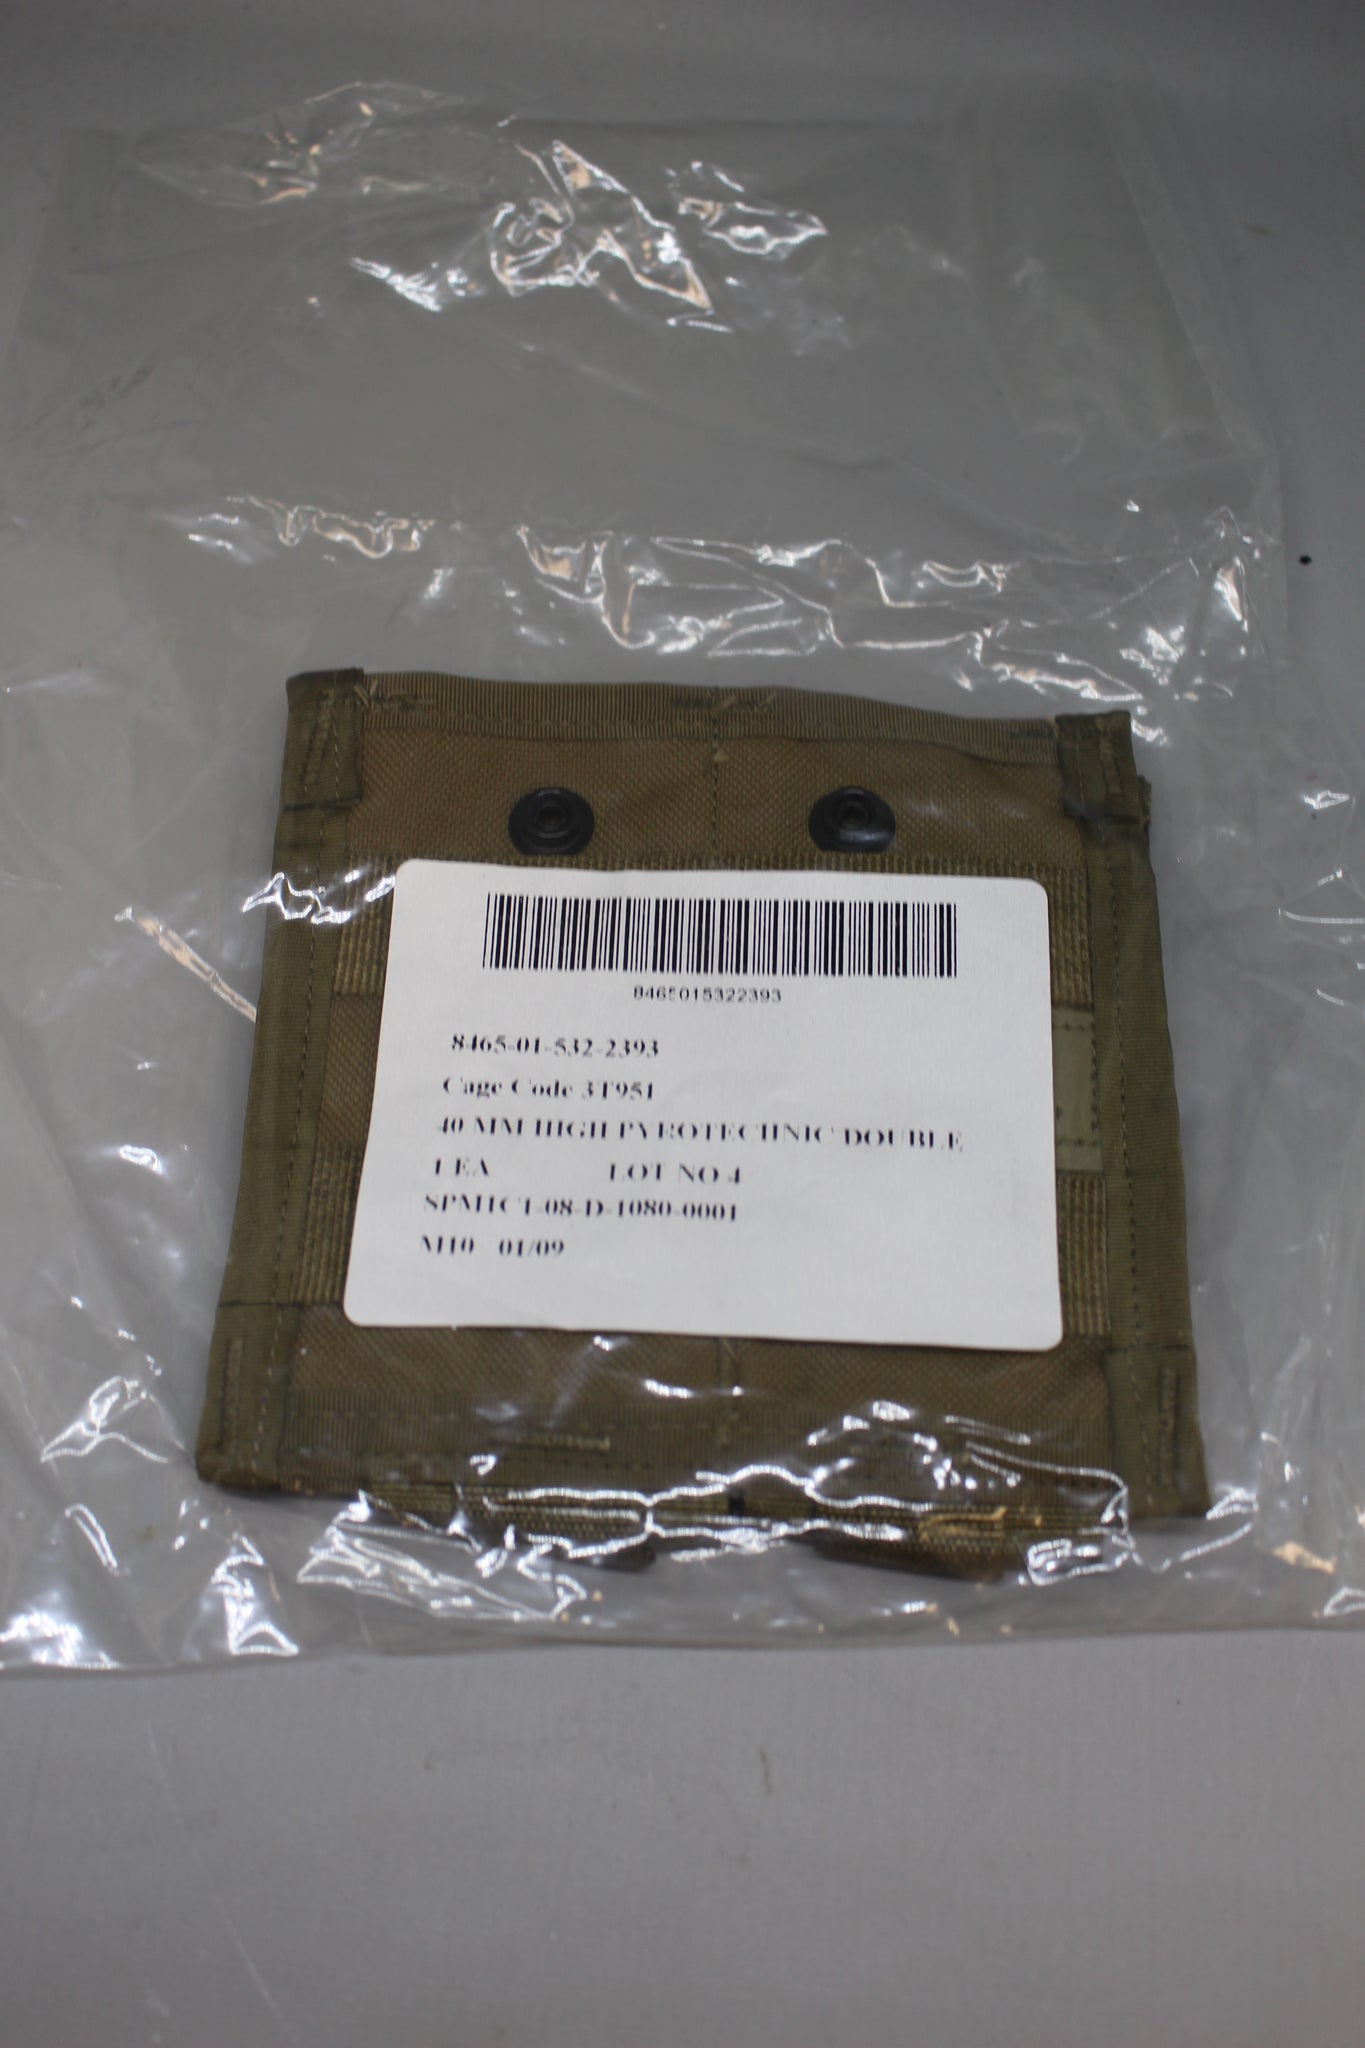 8465015322393
8465-01-532-2393
Cage Code 3T951
40 MM HIGH PYROTECHNIC DOUBLE
1 EA LOT NO 4
SPM1C1-08-D-1080-0001
M10 01/09